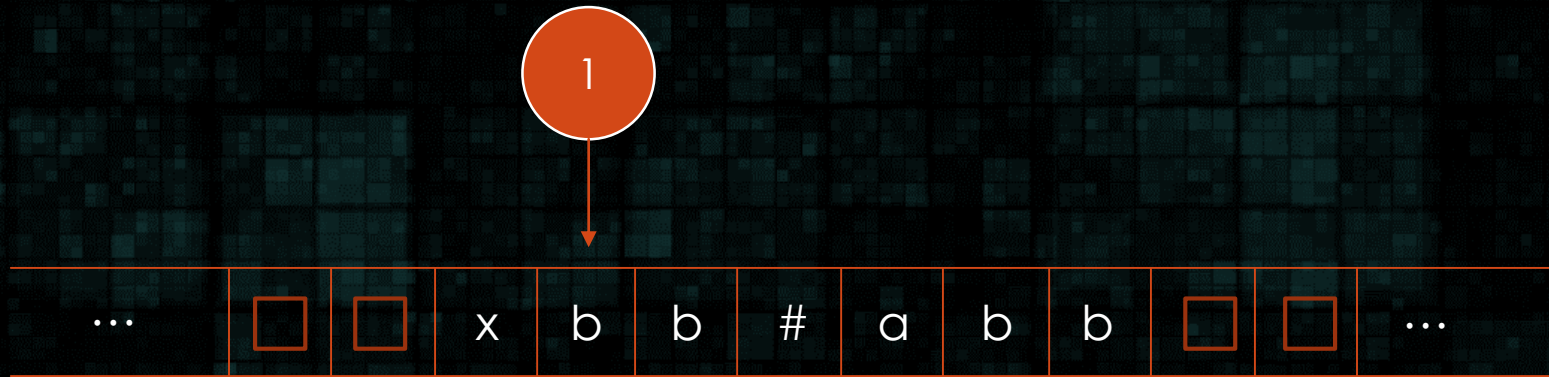 1
... □ □ x b b # a b b □ □ ...